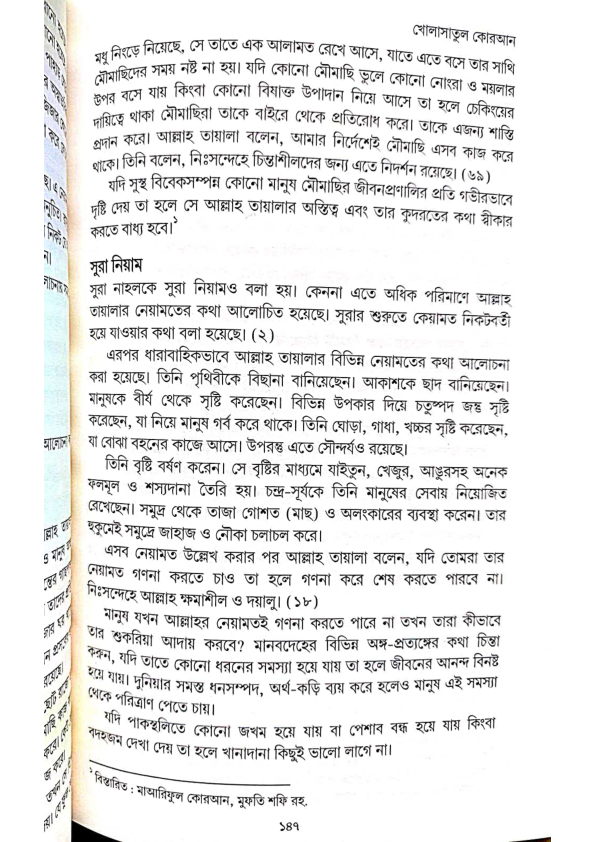 খোলাসাতুল কোরআন
মধু নিংড়ে নিয়েছে, সে তাতে এক আলামত রেখে আসে, যাতে এতে বসে তার সাথি
মৌমাছিদের সময় নষ্ট না হয়। যদি কোনো মৌমাছি ভুলে কোনো নোংরা ও ময়লার
উপর বসে যায় কিংবা কোনো বিষাক্ত উপাদান নিয়ে আসে তা হলে চেকিংয়ের
দায়িত্বে থাকা মৌমাছিরা তাকে বাইরে থেকে প্রতিরোধ করে। তাকে এজন্য শাস্তি
প্রদান করে। আল্লাহ তায়ালা বলেন, আমার নির্দেশেই মৌমাছি এসব কাজ করে
থাকে। তিনি বলেন, নিঃসন্দেহে চিন্তাশীলদের জন্য এতে নিদর্শন রয়েছে। (৬৯)
যদি সুস্থ বিবেকসম্পন্ন কোনো মানুষ মৌমাছির জীবনপ্রণালির প্রতি গভীরভাবে
দৃষ্টি দেয় তা হলে সে আল্লাহ তায়ালার অস্তিত্ব এবং তার কুদরতের কথা স্বীকার
করতে বাধ্য হবে।¹
সুরা নিয়াম
সুরা নাহলকে সুরা নিয়ামও বলা হয়। কেননা এতে অধিক পরিমাণে আল্লাহ
তায়ালার নেয়ামতের কথা আলোচিত হয়েছে। সুরার শুরুতে কেয়ামত নিকটবর্তী
হয়ে যাওয়ার কথা বলা হয়েছে। (২)
এরপর ধারাবাহিকভাবে আল্লাহ তায়ালার বিভিন্ন নেয়ামতের কথা আলোচনা
করা হয়েছে। তিনি পৃথিবীকে বিছানা বানিয়েছেন। আকাশকে ছাদ বানিয়েছেন।
মানুষকে বীর্য থেকে সৃষ্টি করেছেন। বিভিন্ন উপকার দিয়ে চতুষ্পদ জন্তু সৃষ্টি
করেছেন, যা নিয়ে মানুষ গর্ব করে থাকে। তিনি ঘোড়া, গাধা, খচ্চর সৃষ্টি করেছেন,
যা বোঝা বহনের কাজে আসে। উপরন্তু এতে সৌন্দর্যও রয়েছে।
তিনি বৃষ্টি বর্ষণ করেন। সে বৃষ্টির মাধ্যমে যাইতুন, খেজুর, আঙুরসহ অনেক
ফলমূল ও শস্যদানা তৈরি হয়। চন্দ্র-সূর্যকে তিনি মানুষের সেবায় নিয়োজিত
রেখেছেন। সমুদ্র থেকে তাজা গোশত (মাছ) ও অলংকারের ব্যবস্থা করেন। তার
হুকুমেই সমুদ্রে জাহাজ ও নৌকা চলাচল করে।
এসব নেয়ামত উল্লেখ করার পর আল্লাহ তায়ালা বলেন, যদি তোমরা তার
নেয়ামত গণনা করতে চাও তা হলে গণনা করে শেষ করতে পারবে না।
নিঃসন্দেহে আল্লাহ ক্ষমাশীল ও দয়ালু। (১৮)
মানুষ যখন আল্লাহর নেয়ামতই গণনা করতে পারে না তখন তারা কীভাবে
তার শুকরিয়া আদায় করবে? মানবদেহের বিভিন্ন অঙ্গ-প্রত্যঙ্গের কথা চিন্তা
করুন, যদি তাতে কোনো ধরনের সমস্যা হয়ে যায় তা হলে জীবনের আনন্দ বিনষ্ট
হয়ে যায়। দুনিয়ার সমস্ত ধনসম্পদ, অর্থ-কড়ি ব্যয় করে হলেও মানুষ এই সমস্যা
থেকে পরিত্রাণ পেতে চায়।
যদি পাকস্থলিতে কোনো জখম হয়ে যায় বা পেশাব বন্ধ হয়ে যায় কিংবা
বদহজম দেখা দেয় তা হলে খানাদানা কিছুই ভালো লাগে না।
¹ বিস্তারিত : মাআরিফুল কোরআন, মুফতি শফি রহ.
১৪৭